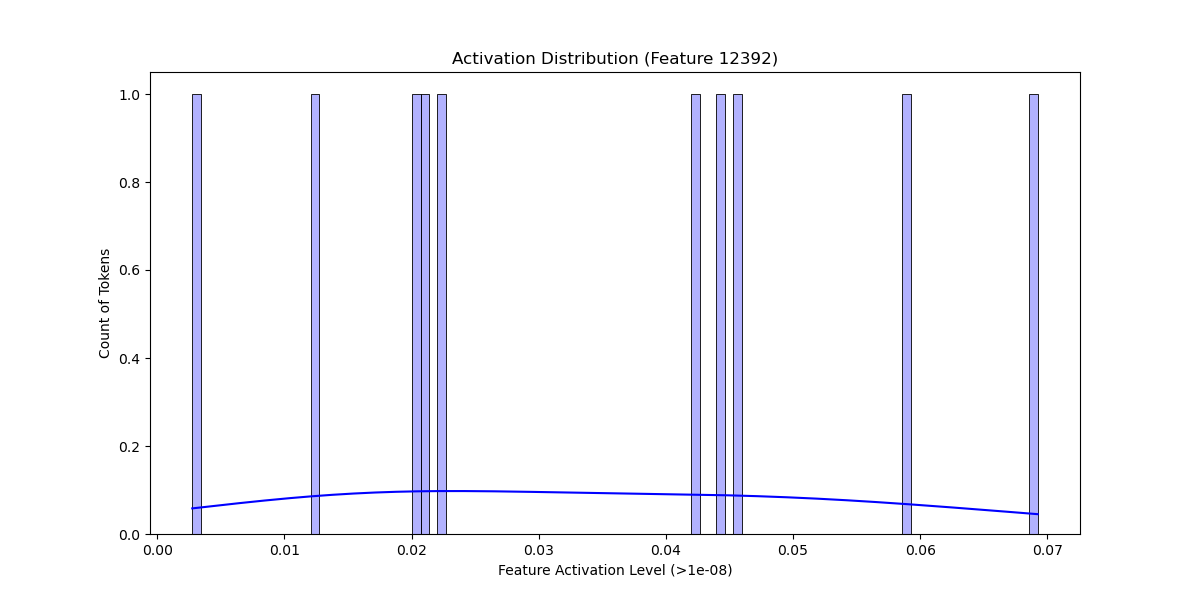 Activation Distribution (Feature 12392)
1.0
0.8
0.6
0.4
0.2
0.0
Count of Tokens
0.00 0.01 0.02 0.03 0.04 0.05 0.06 0.07
Feature Activation Level (>1e-08)